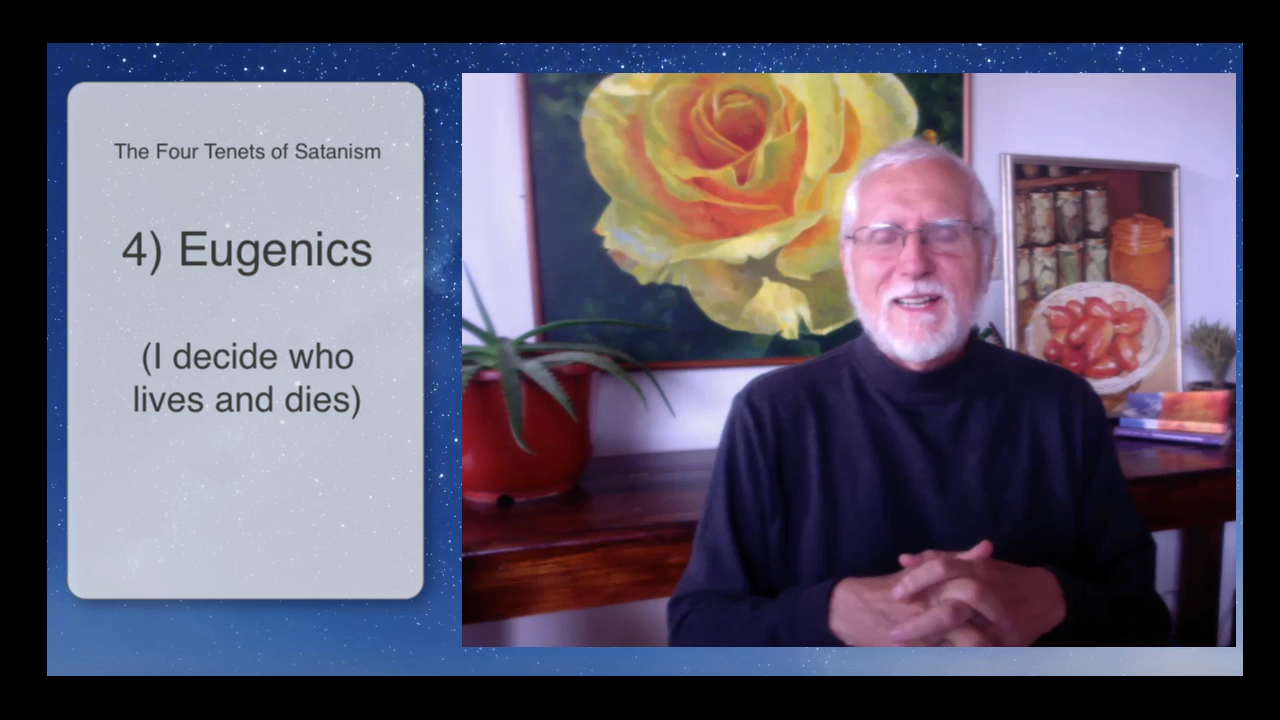 The Four Tenets of Satanism
4) Eugenics
(I decide who
lives and dies)